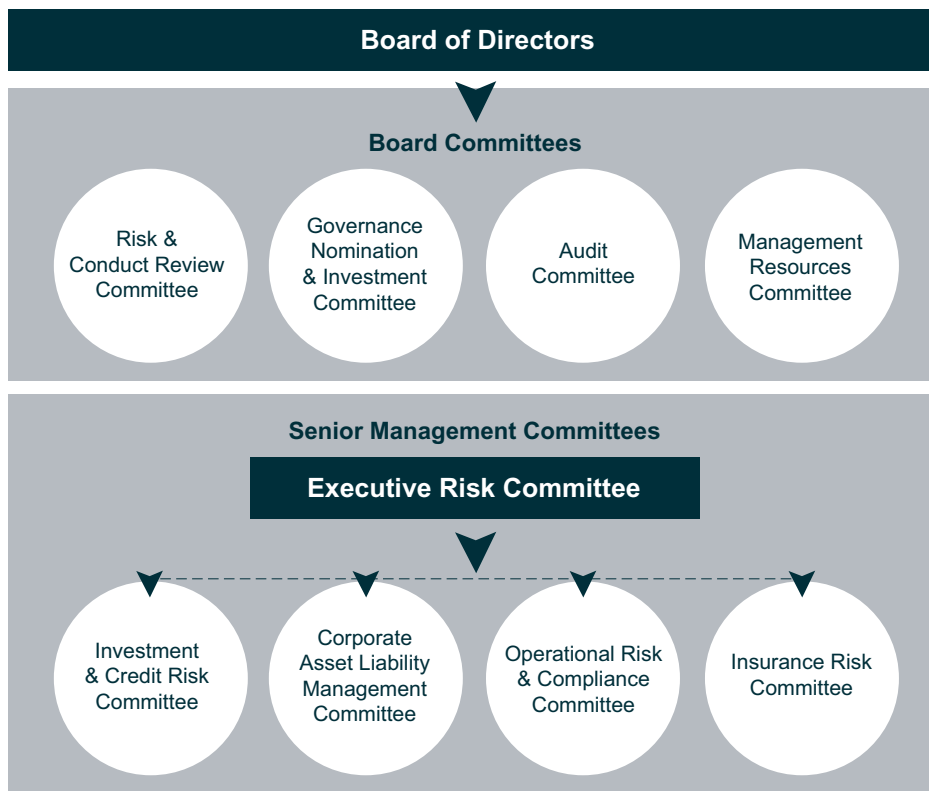 Board of Directors
Board Committees
Risk &
Conduct Review
Committee
Governance
Nomination
& Investment
Committee
Audit
Committee
Management
Resources
Committee
Senior Management Committees
Executive Risk Committee
Investment
& Credit Risk
Committee
Corporate
Asset Liability
Management
Committee
Operational Risk
& Compliance
Committee
Insurance Risk
Committee